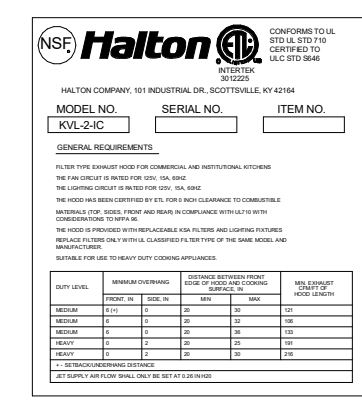 NSF
Halton
ETL
INTERTEK
3012225
CONFORMS TO UL
STD UL STD 710
CERTIFIED TO
ULC STD S646
HALTON COMPANY, 101 INDUSTRIAL DR., SCOTTSVILLE, KY 42164
MODEL NO. SERIAL NO. ITEM NO.
KVL-2-IC
GENERAL REQUIREMENTS
FILTER TYPE EXHAUST HOOD FOR COMMERCIAL AND INSTITUTIONAL KITCHENS
THE FAN CIRCUIT IS RATED FOR 125V, 15A, 60HZ
THE LIGHTING CIRCUIT IS RATED FOR 125V, 15A, 60HZ
THE HOOD HAS BEEN CERTIFIED BY ETL FOR 0 INCH CLEARANCE TO COMBUSTIBLE
MATERIALS (TOP, SIDES, FRONT AND REAR) IN COMPLIANCE WITH UL710 WITH
CONSIDERATIONS TO NFPA 96.
THE HOOD IS PROVIDED WITH REPLACEABLE KSA FILTERS AND LIGHTING FIXTURES
REPLACE FILTERS ONLY WITH UL CLASSIFIED FILTER TYPE OF THE SAME MODEL AND
MANUFACTURER.
SUITABLE FOR USE TO HEAVY DUTY COOKING APPLIANCES.
DUTY LEVEL MINIMUM OVERHANG DISTANCE BETWEEN FRONT EDGE OF HOOD AND COOKING SURFACE, IN MIN. EXHAUST CFM/FT OF HOOD LENGTH
FRONT, IN SIDE, IN MIN MAX
MEDIUM 6 (+) 0 20 30 121
MEDIUM 6 0 20 32 106
MEDIUM 6 0 20 36 133
HEAVY 0 2 20 25 191
HEAVY 0 2 20 30 216
+ - SETBACK/UNDERHANG DISTANCE
JET SUPPLY AIR FLOW SHALL ONLY BE SET AT 0.26 IN H20